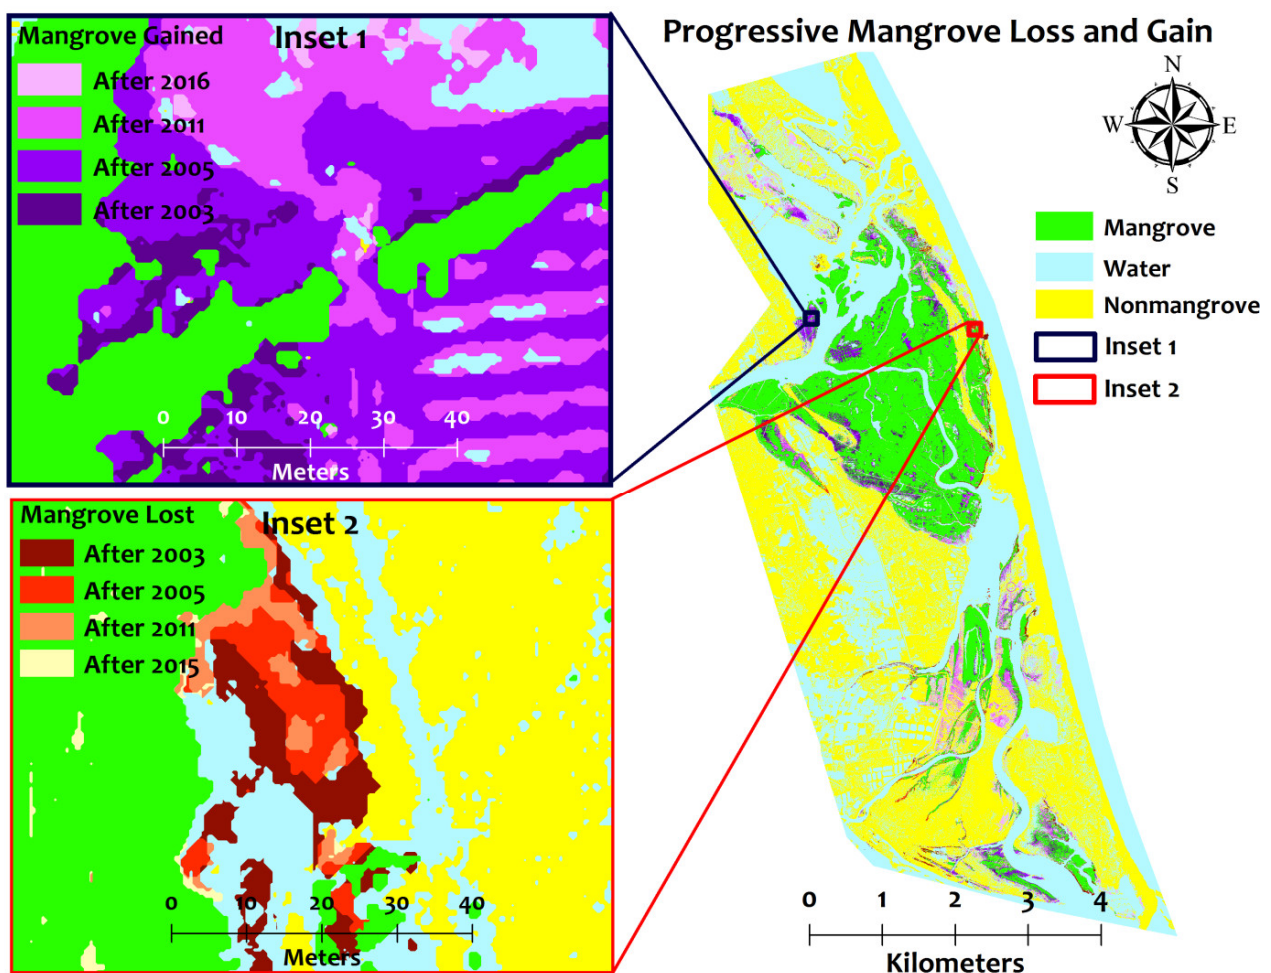 Progressive Mangrove Loss and Gain
Mangrove Gained
Inset 1
After 2016
After 2011
After 2005
After 2003
0 10 20 30 40
Meters
Mangrove Lost
Inset 2
After 2003
After 2005
After 2011
After 2015
0 10 20 30 40
Meters
N
W E
S
Mangrove
Water
Nonmangrove
Inset 1
Inset 2
0 1 2 3 4
Kilometers